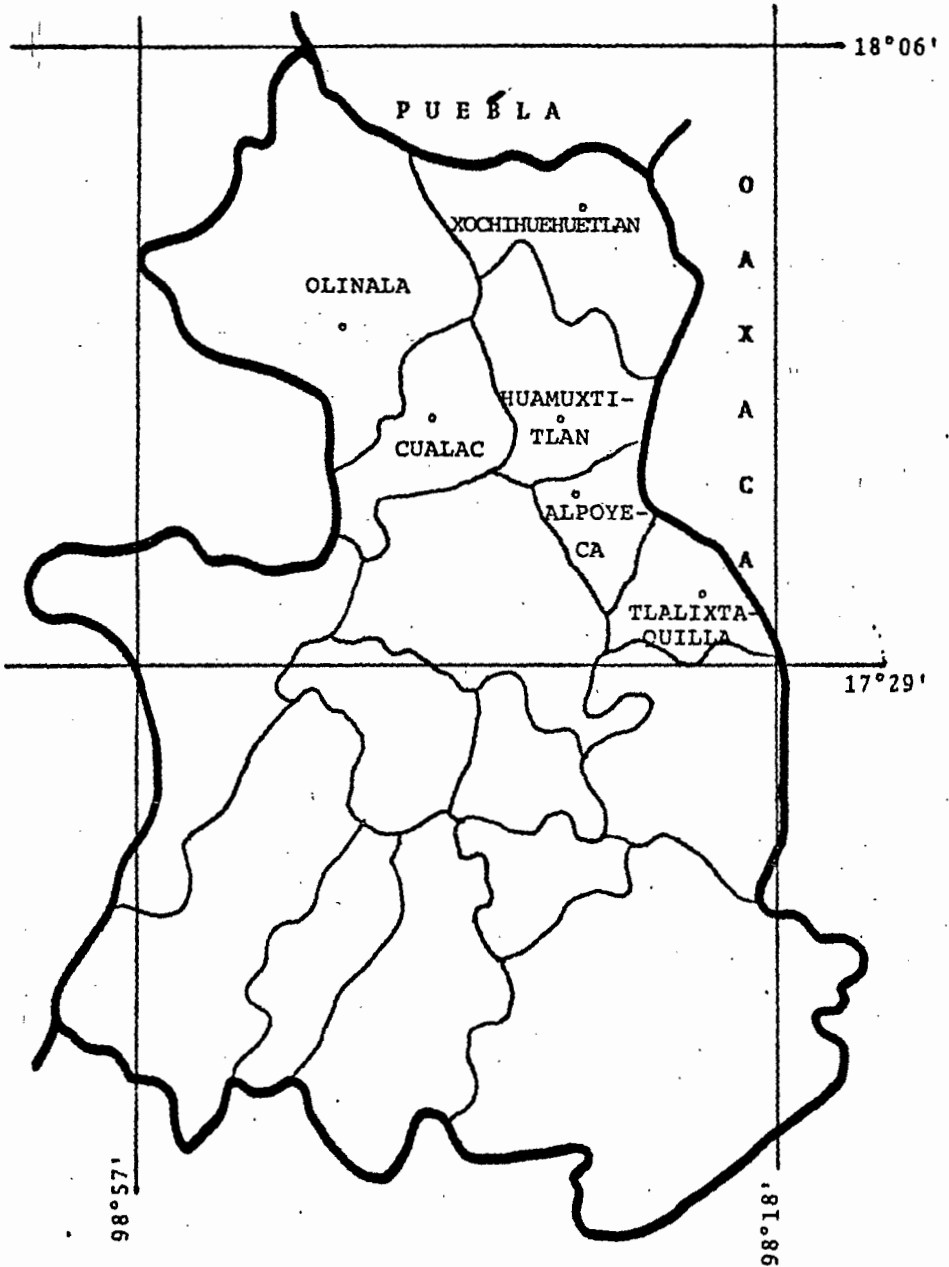 18°06'
PUEBLA
OAXACA
XOCHIHUEHUETLAN
OLINALA
HUAMUXTI-
TLAN
CUALAC
ALPOYE-
CA
TLALIXTA-
QUILLA
17°29'
98°57'
98°18'